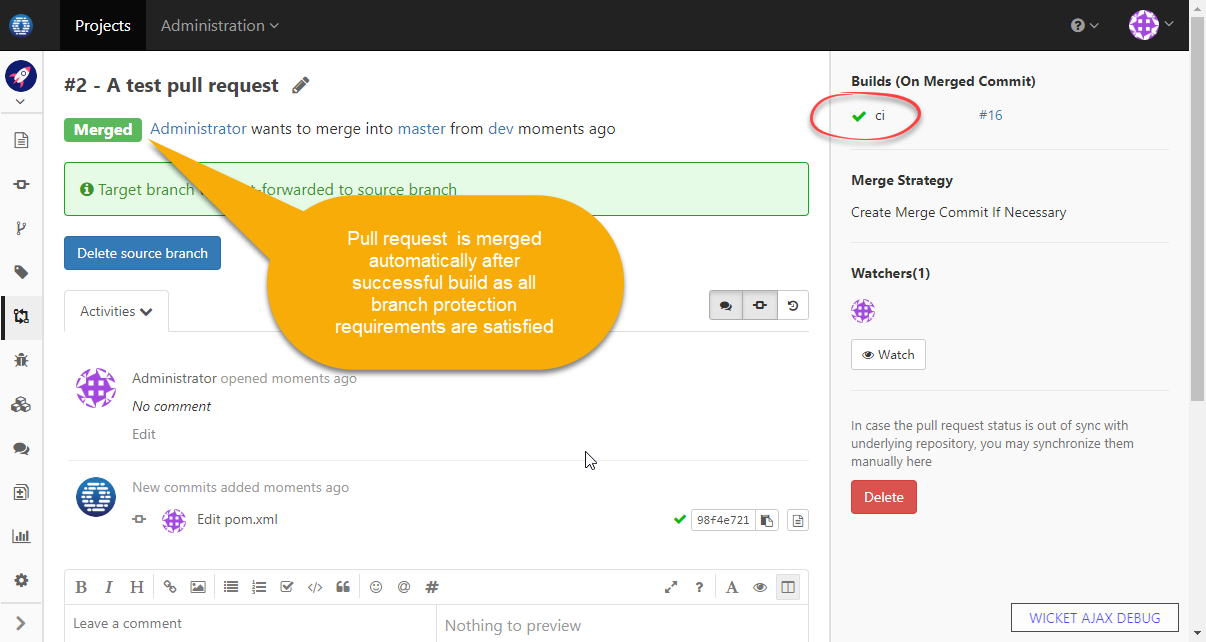 Projects
Administration
#2 - A test pull request
Merged Administrator wants to merge into master from dev moments ago
Target branch -forwarded to source branch
Delete source branch
Pull request is merged
automatically after
successful build as all
branch protection
requirements are satisfied
Activities
Administrator opened moments ago
No comment
Edit
New commits added moments ago
Edit pom.xml
98f4e721
B I H
@ #
? A
Leave a comment
Nothing to preview
Builds (On Merged Commit)
ci #16
Merge Strategy
Create Merge Commit If Necessary
Watchers(1)
Watch
In case the pull request status is out of sync with
underlying repository, you may synchronize them
manually here
Delete
WICKET AJAX DEBUG